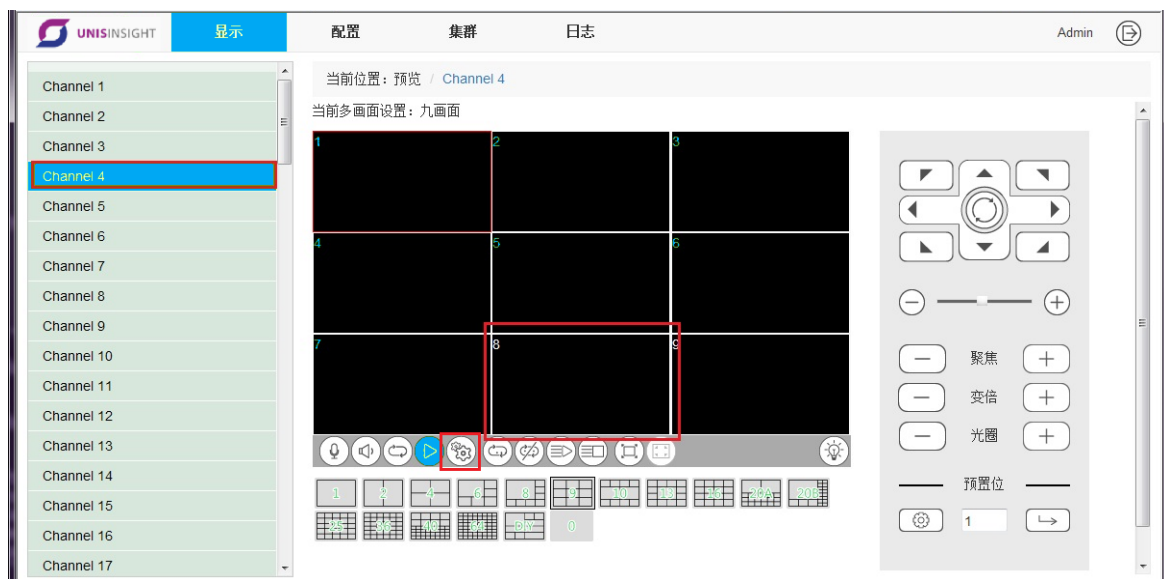 UNISINSIGHT 显示 配置 集群 日志 Admin
Channel 1
Channel 2
Channel 3
Channel 4
Channel 5
Channel 6
Channel 7
Channel 8
Channel 9
Channel 10
Channel 11
Channel 12
Channel 13
Channel 14
Channel 15
Channel 16
Channel 17
当前位置：预览 / Channel 4
当前多画面设置：九画面
1 2 3
4 5 6
7 8 9
1 2 4 6 8 9 10 13 16 20A 20B
25 36 49 64 DIY 0
聚焦
变倍
光圈
预置位
1